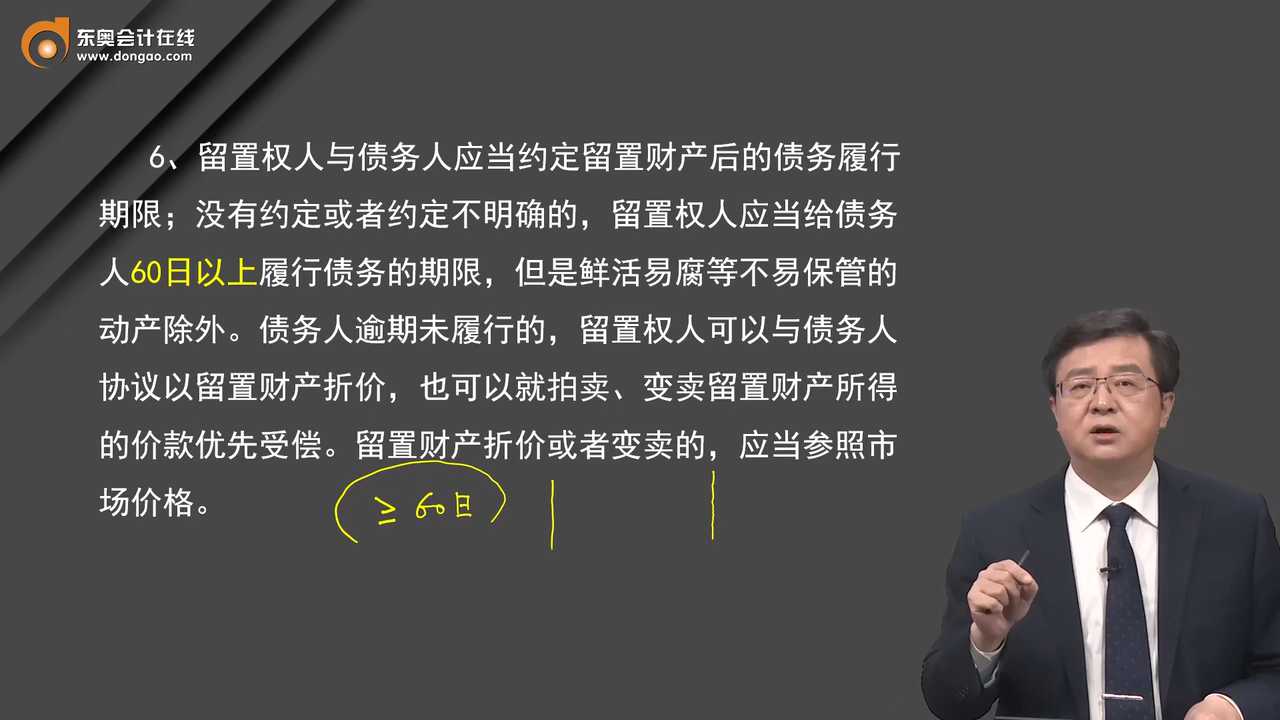 东奥会计在线
www.dongao.com
6、留置权人与债务人应当约定留置财产后的债务履行
期限；没有约定或者约定不明确的，留置权人应当给债务
人60日以上履行债务的期限，但是鲜活易腐等不易保管的
动产除外。债务人逾期未履行的，留置权人可以与债务人
协议以留置财产折价，也可以就拍卖、变卖留置财产所得
的价款优先受偿。留置财产折价或者变卖的，应当参照市
场价格。
≥60日